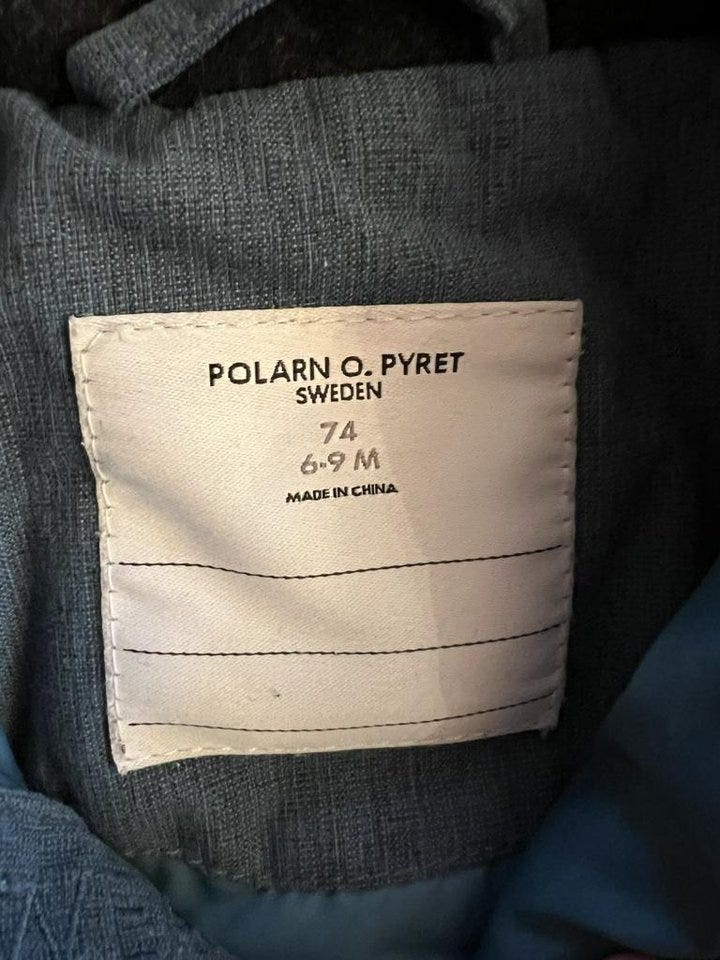 POLARN O. PYRET
SWEDEN
74
6-9 M
MADE IN CHINA